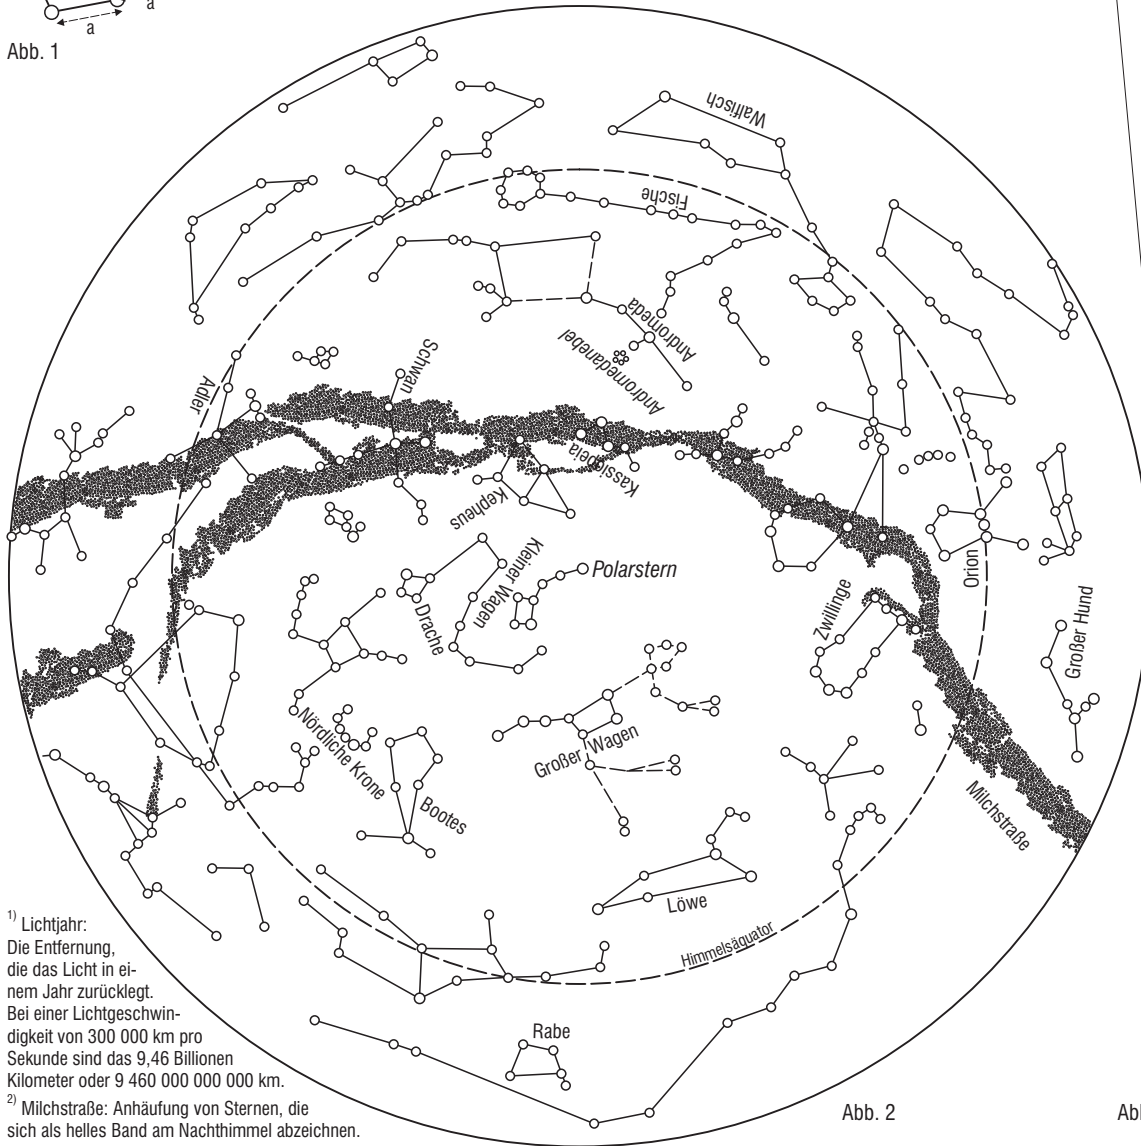 a
a
Abb. 1
Walfisch
Fische
Andromeda
Andromedanebel
Schwan
Adler
Kassiopeia
Kepheus
Kleiner Wagen
Polarstern
Drache
Zwillinge
Orion
Großer Hund
Nördliche Krone
Großer Wagen
Bootes
Milchstraße
Löwe
Himmelsäquator
Rabe
1) Lichtjahr:
Die Entfernung,
die das Licht in ei-
nem Jahr zurücklegt.
Bei einer Lichtgeschwin-
digkeit von 300 000 km pro
Sekunde sind das 9,46 Billionen
Kilometer oder 9 460 000 000 000 km.
2) Milchstraße: Anhäufung von Sternen, die
sich als helles Band am Nachthimmel abzeichnen.
Abb. 2